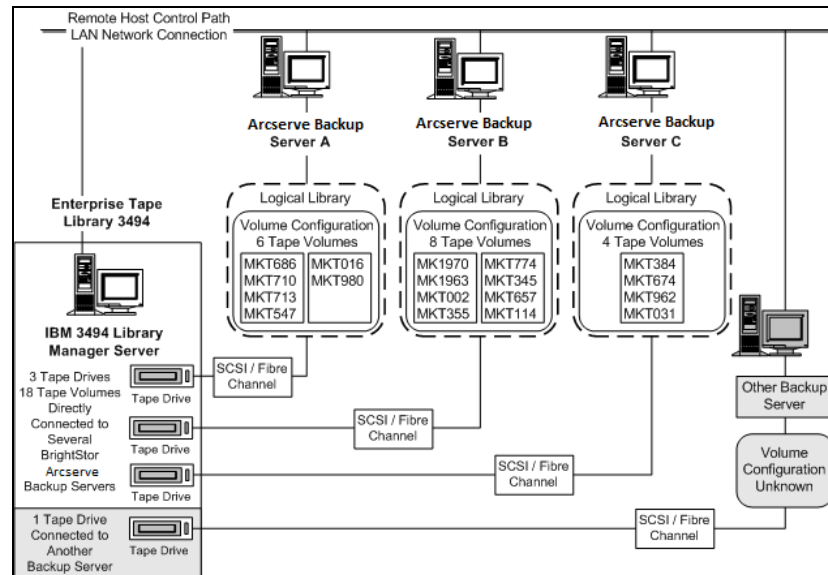 Remote Host Control Path
LAN Network Connection
Arcserve Backup
Server A
Arcserve Backup
Server B
Arcserve Backup
Server C
Enterprise Tape
Library 3494
Logical Library
Volume Configuration
6 Tape Volumes
MKT686
MKT710
MKT713
MKT547
MKT016
MKT980
Logical Library
Volume Configuration
8 Tape Volumes
MK1970
MK1963
MKT002
MKT355
MKT774
MKT345
MKT657
MKT114
Logical Library
Volume Configuration
4 Tape Volumes
MKT384
MKT674
MKT962
MKT031
IBM 3494 Library
Manager Server
3 Tape Drives
18 Tape Volumes
Directly
Connected to
Several
BrightStor
Arcserve
Backup Servers
Tape Drive
Tape Drive
Tape Drive
SCSI / Fibre
Channel
SCSI / Fibre
Channel
SCSI / Fibre
Channel
Other Backup
Server
Volume
Configuration
Unknown
1 Tape Drive
Connected to
Another
Backup Server
Tape Drive
SCSI / Fibre
Channel